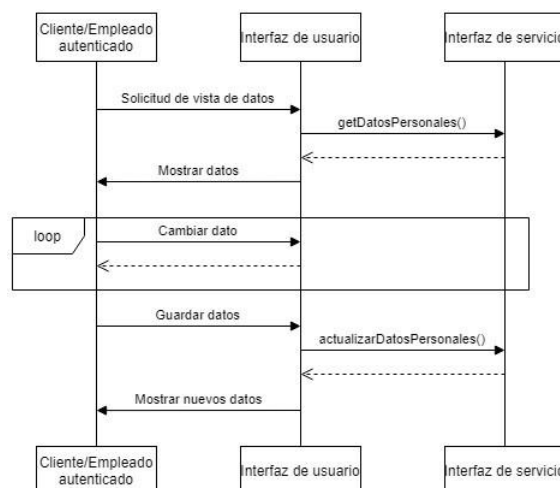 Cliente/Empleado
autenticado
Interfaz de usuario
Interfaz de servicio
Solicitud de vista de datos
getDatosPersonales()
Mostrar datos
loop
Cambiar dato
Guardar datos
actualizarDatosPersonales()
Mostrar nuevos datos
Cliente/Empleado
autenticado
Interfaz de usuario
Interfaz de servicio